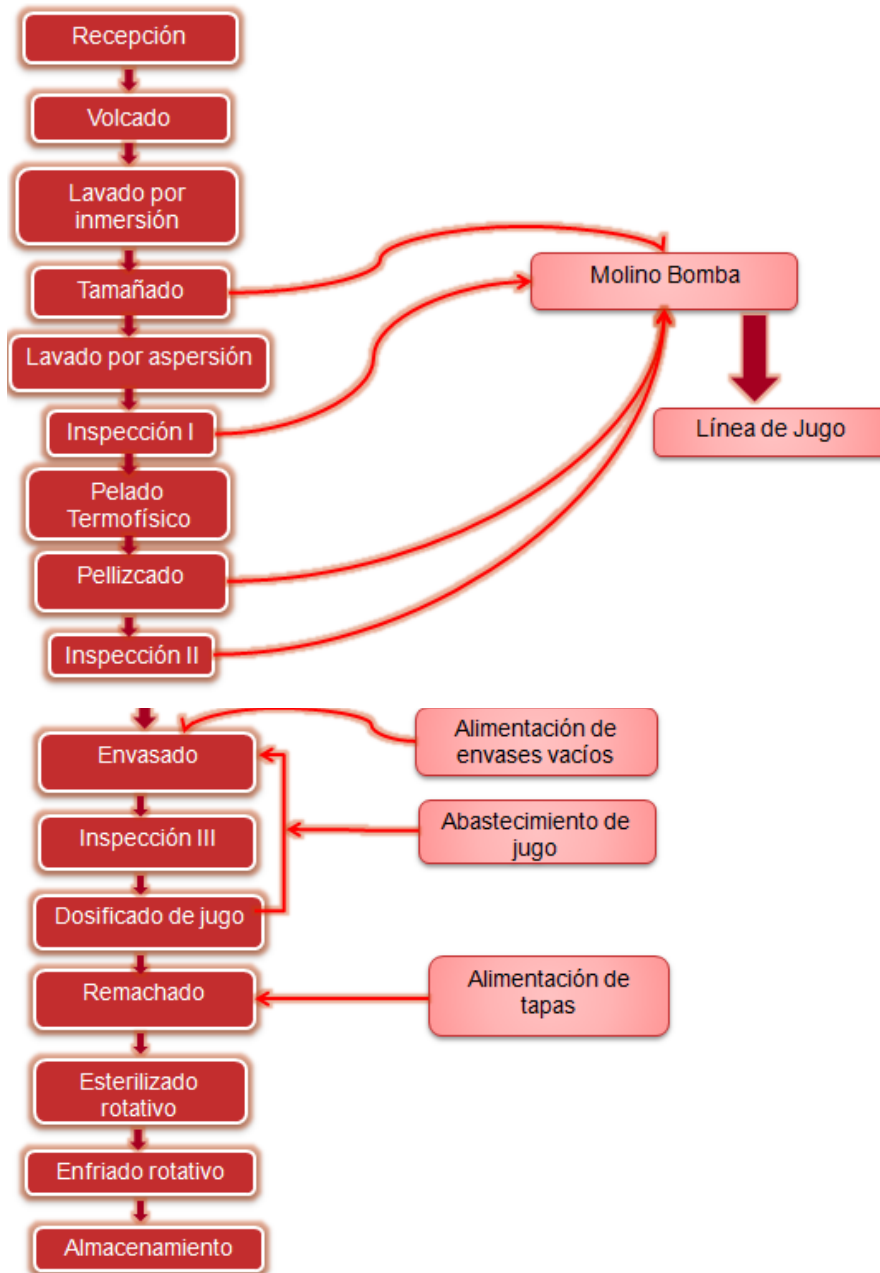 Recepción
Volcado
Lavado por
inmersión
Tamañado
Molino Bomba
Lavado por aspersión
Inspección I
Línea de Jugo
Pelado
Termofísico
Pellizcado
Inspección II
Envasado
Alimentación de
envases vacíos
Inspección III
Abastecimiento de
jugo
Dosificado de jugo
Remachado
Alimentación de
tapas
Esterilizado
rotativo
Enfriado rotativo
Almacenamiento